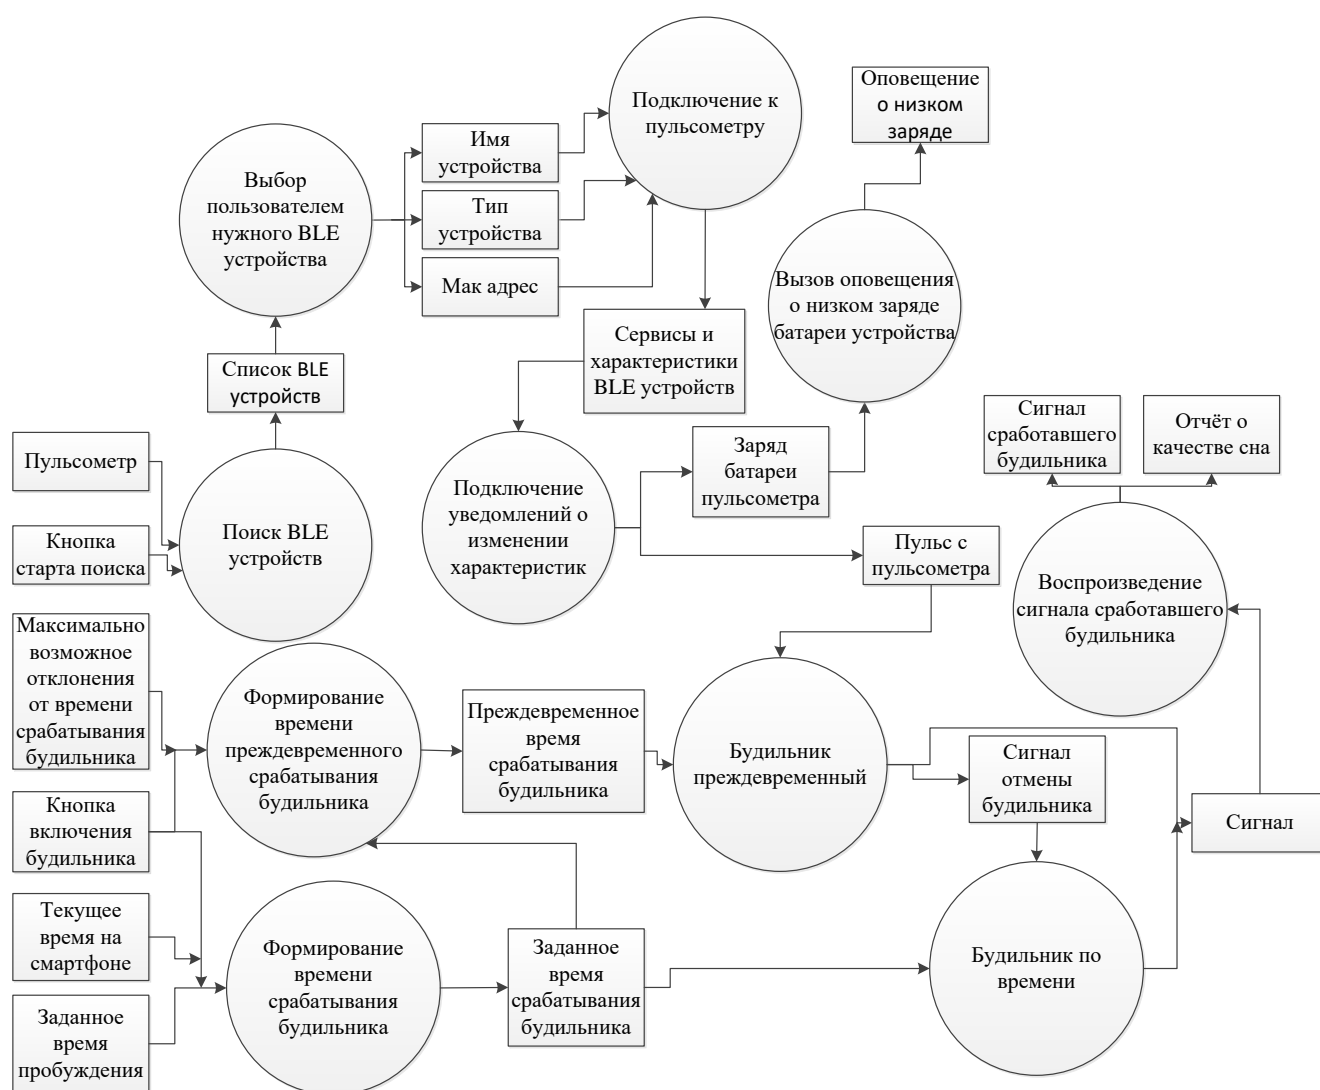 Подключение к
пульсометру
Оповещение
о низком
заряде
Имя
устройства
Выбор
пользователем
нужного BLE
устройства
Тип
устройства
Мак адрес
Вызов оповещения
о низком заряде
батареи устройства
Сервисы и
характеристики
BLE устройств
Список BLE
устройств
Сигнал
сработавшего
будильника
Отчёт о
качестве сна
Пульсометр
Заряд
батареи
пульсометра
Подключение
уведомлений о
изменении
характеристик
Поиск BLE
устройств
Кнопка
старта поиска
Пульс с
пульсометра
Воспроизведение
сигнала сработавшего
будильника
Максимально
возможное
отклонения
от времени
срабатывания
будильника
Формирование
времени
преждевременного
срабатывания
будильника
Преждевременное
время
срабатывания
будильника
Будильник
преждевременный
Сигнал
отмены
будильника
Сигнал
Кнопка
включения
будильника
Текущее
время на
смартфоне
Формирование
времени
срабатывания
будильника
Заданное
время
срабатывания
будильника
Будильник по
времени
Заданное
время
пробуждения